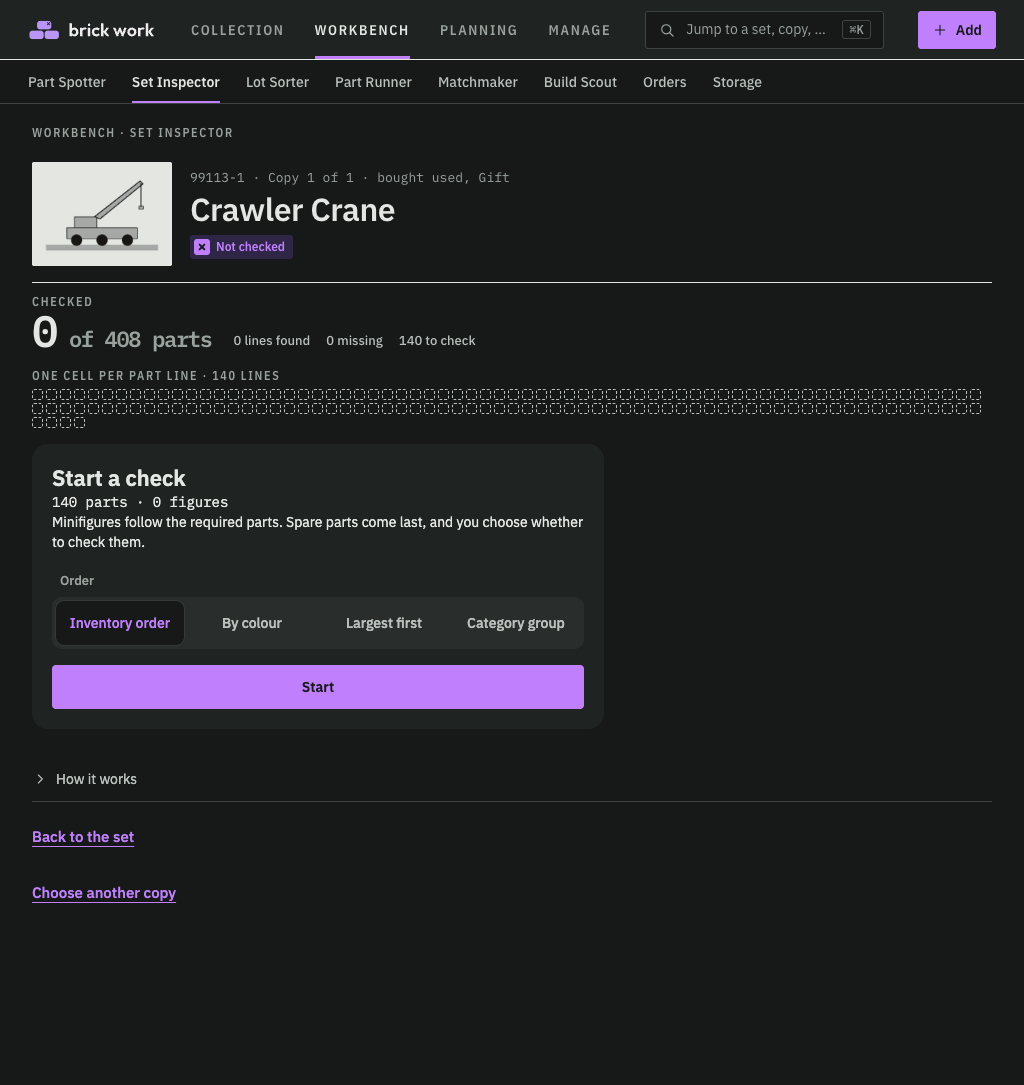 brick work
COLLECTION
WORKBENCH
PLANNING
MANAGE
Jump to a set, copy, ...
⌘K
+ Add
Part Spotter
Set Inspector
Lot Sorter
Part Runner
Matchmaker
Build Scout
Orders
Storage
WORKBENCH · SET INSPECTOR
99113-1 · Copy 1 of 1 · bought used, Gift
Crawler Crane
Not checked
CHECKED
0 of 408 parts
0 lines found
0 missing
140 to check
ONE CELL PER PART LINE · 140 LINES
Start a check
140 parts · 0 figures
Minifigures follow the required parts. Spare parts come last, and you choose whether
to check them.
Order
Inventory order
By colour
Largest first
Category group
Start
How it works
Back to the set
Choose another copy